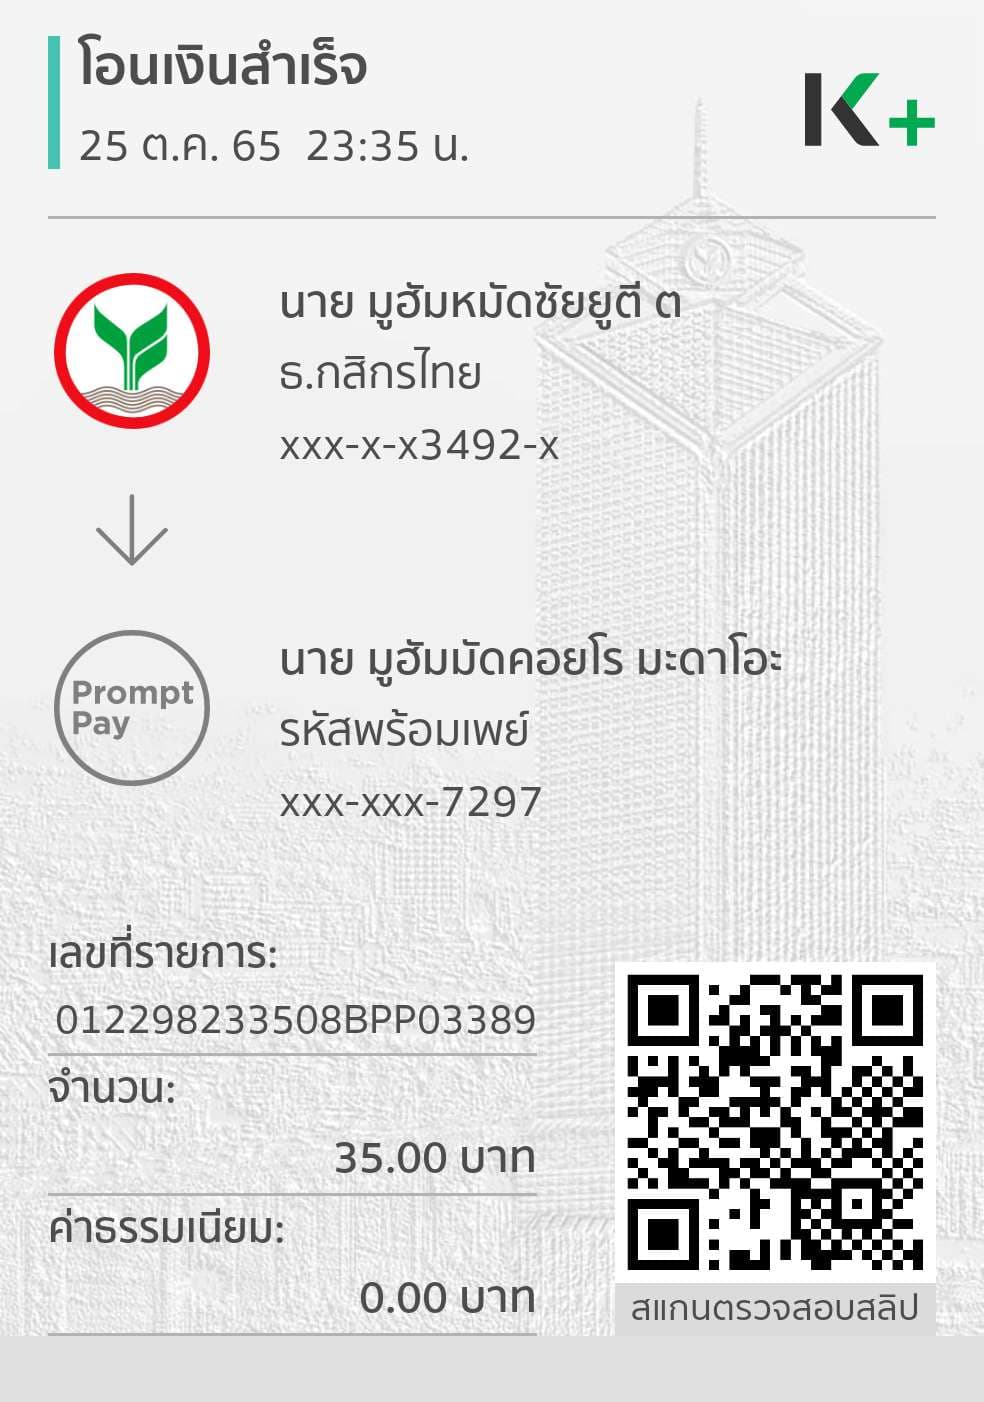 โอนเงินสำเร็จ
25 ต.ค. 65  23:35 น.
K+
นาย มูฮัมหมัดซัยยูตี ต
ธ.กสิกรไทย
xxx-x-x3492-x
Prompt
Pay
นาย มูฮัมมัดคอยโร มะดาโอะ
รหัสพร้อมเพย์
xxx-xxx-7297
เลขที่รายการ:
012298233508BPP03389
จำนวน:
35.00 บาท
ค่าธรรมเนียม:
0.00 บาท
สแกนตรวจสอบสลิป